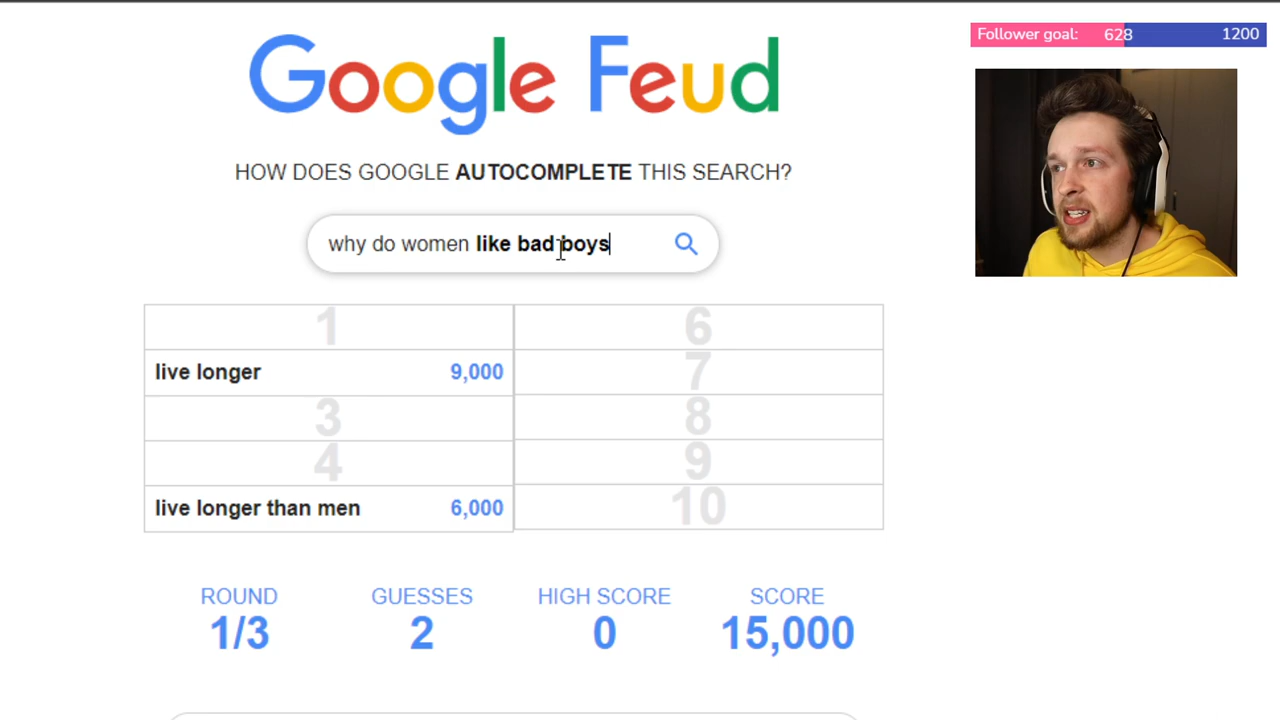 Follower goal: 628 1200
Google Feud
HOW DOES GOOGLE AUTOCOMPLETE THIS SEARCH?
why do women like bad boys
1
6
live longer 9,000
7
3
8
4
9
live longer than men 6,000
10
ROUND GUESSES HIGH SCORE SCORE
1/3 2 0 15,000